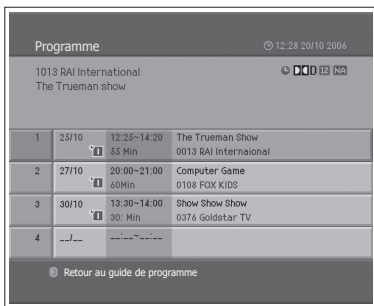 Programme
12:28 20/10 2006
1013 RAI International
12 NA
The Trueman show
1 25/10 12:25~14:20 The Trueman Show
55 Min 0013 RAI Internaional
2 27/10 20:00~21:00 Computer Game
60Min 0108 FOX KIDS
3 30/10 13:30~14:00 Show Show Show
30: Min 0376 Goldstar TV
4 --/-- --:--~--:--
Retour au guide de programme